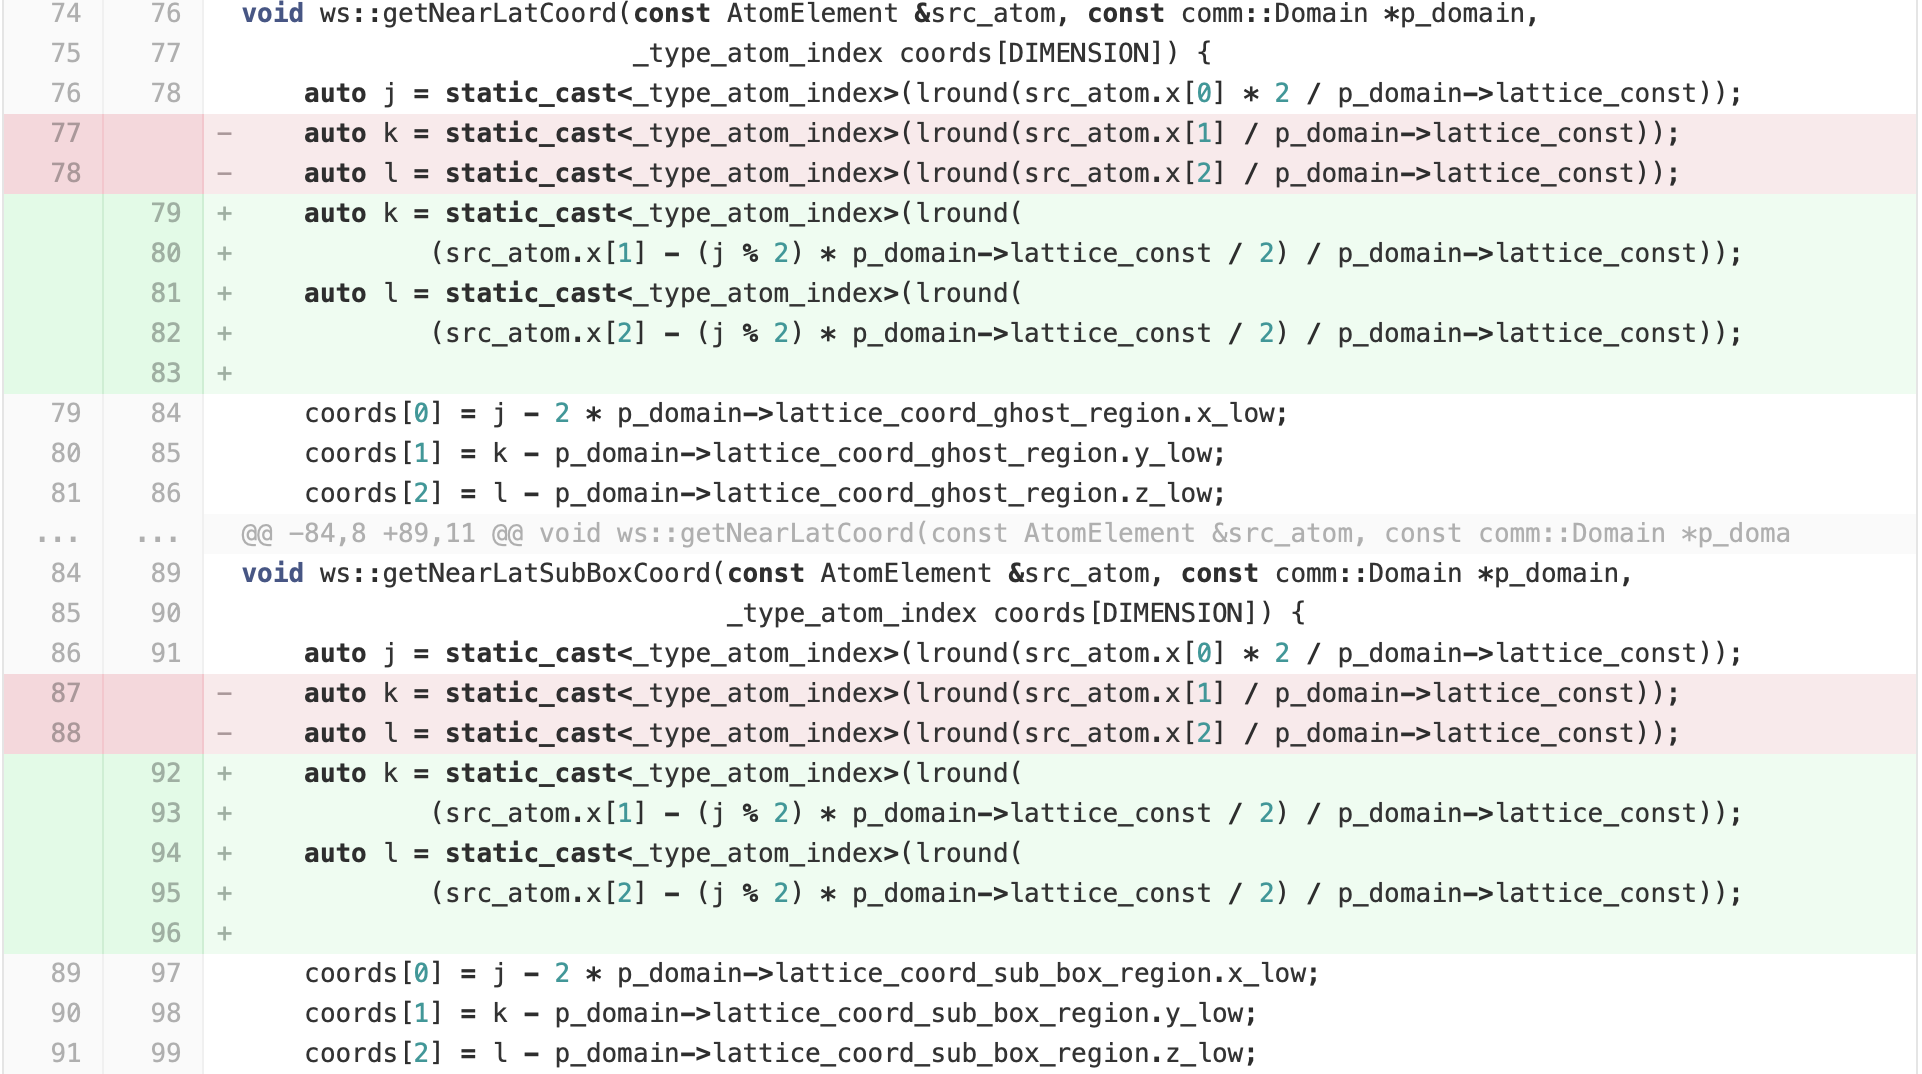 74 76 void ws::getNearLatCoord(const AtomElement &src_atom, const comm::Domain *p_domain,
75 77                          _type_atom_index coords[DIMENSION]) {
76 78     auto j = static_cast<_type_atom_index>(lround(src_atom.x[0] * 2 / p_domain->lattice_const));
77 -     auto k = static_cast<_type_atom_index>(lround(src_atom.x[1] / p_domain->lattice_const));
78 -     auto l = static_cast<_type_atom_index>(lround(src_atom.x[2] / p_domain->lattice_const));
79 +     auto k = static_cast<_type_atom_index>(lround(
80 +             (src_atom.x[1] - (j % 2) * p_domain->lattice_const / 2) / p_domain->lattice_const));
81 +     auto l = static_cast<_type_atom_index>(lround(
82 +             (src_atom.x[2] - (j % 2) * p_domain->lattice_const / 2) / p_domain->lattice_const));
83 +
79 84     coords[0] = j - 2 * p_domain->lattice_coord_ghost_region.x_low;
80 85     coords[1] = k - p_domain->lattice_coord_ghost_region.y_low;
81 86     coords[2] = l - p_domain->lattice_coord_ghost_region.z_low;
... ... @@ -84,8 +89,11 @@ void ws::getNearLatCoord(const AtomElement &src_atom, const comm::Domain *p_doma
84 89 void ws::getNearLatSubBoxCoord(const AtomElement &src_atom, const comm::Domain *p_domain,
85 90                                _type_atom_index coords[DIMENSION]) {
86 91     auto j = static_cast<_type_atom_index>(lround(src_atom.x[0] * 2 / p_domain->lattice_const));
87 -     auto k = static_cast<_type_atom_index>(lround(src_atom.x[1] / p_domain->lattice_const));
88 -     auto l = static_cast<_type_atom_index>(lround(src_atom.x[2] / p_domain->lattice_const));
92 +     auto k = static_cast<_type_atom_index>(lround(
93 +             (src_atom.x[1] - (j % 2) * p_domain->lattice_const / 2) / p_domain->lattice_const));
94 +     auto l = static_cast<_type_atom_index>(lround(
95 +             (src_atom.x[2] - (j % 2) * p_domain->lattice_const / 2) / p_domain->lattice_const));
96 +
89 97     coords[0] = j - 2 * p_domain->lattice_coord_sub_box_region.x_low;
90 98     coords[1] = k - p_domain->lattice_coord_sub_box_region.y_low;
91 99     coords[2] = l - p_domain->lattice_coord_sub_box_region.z_low;